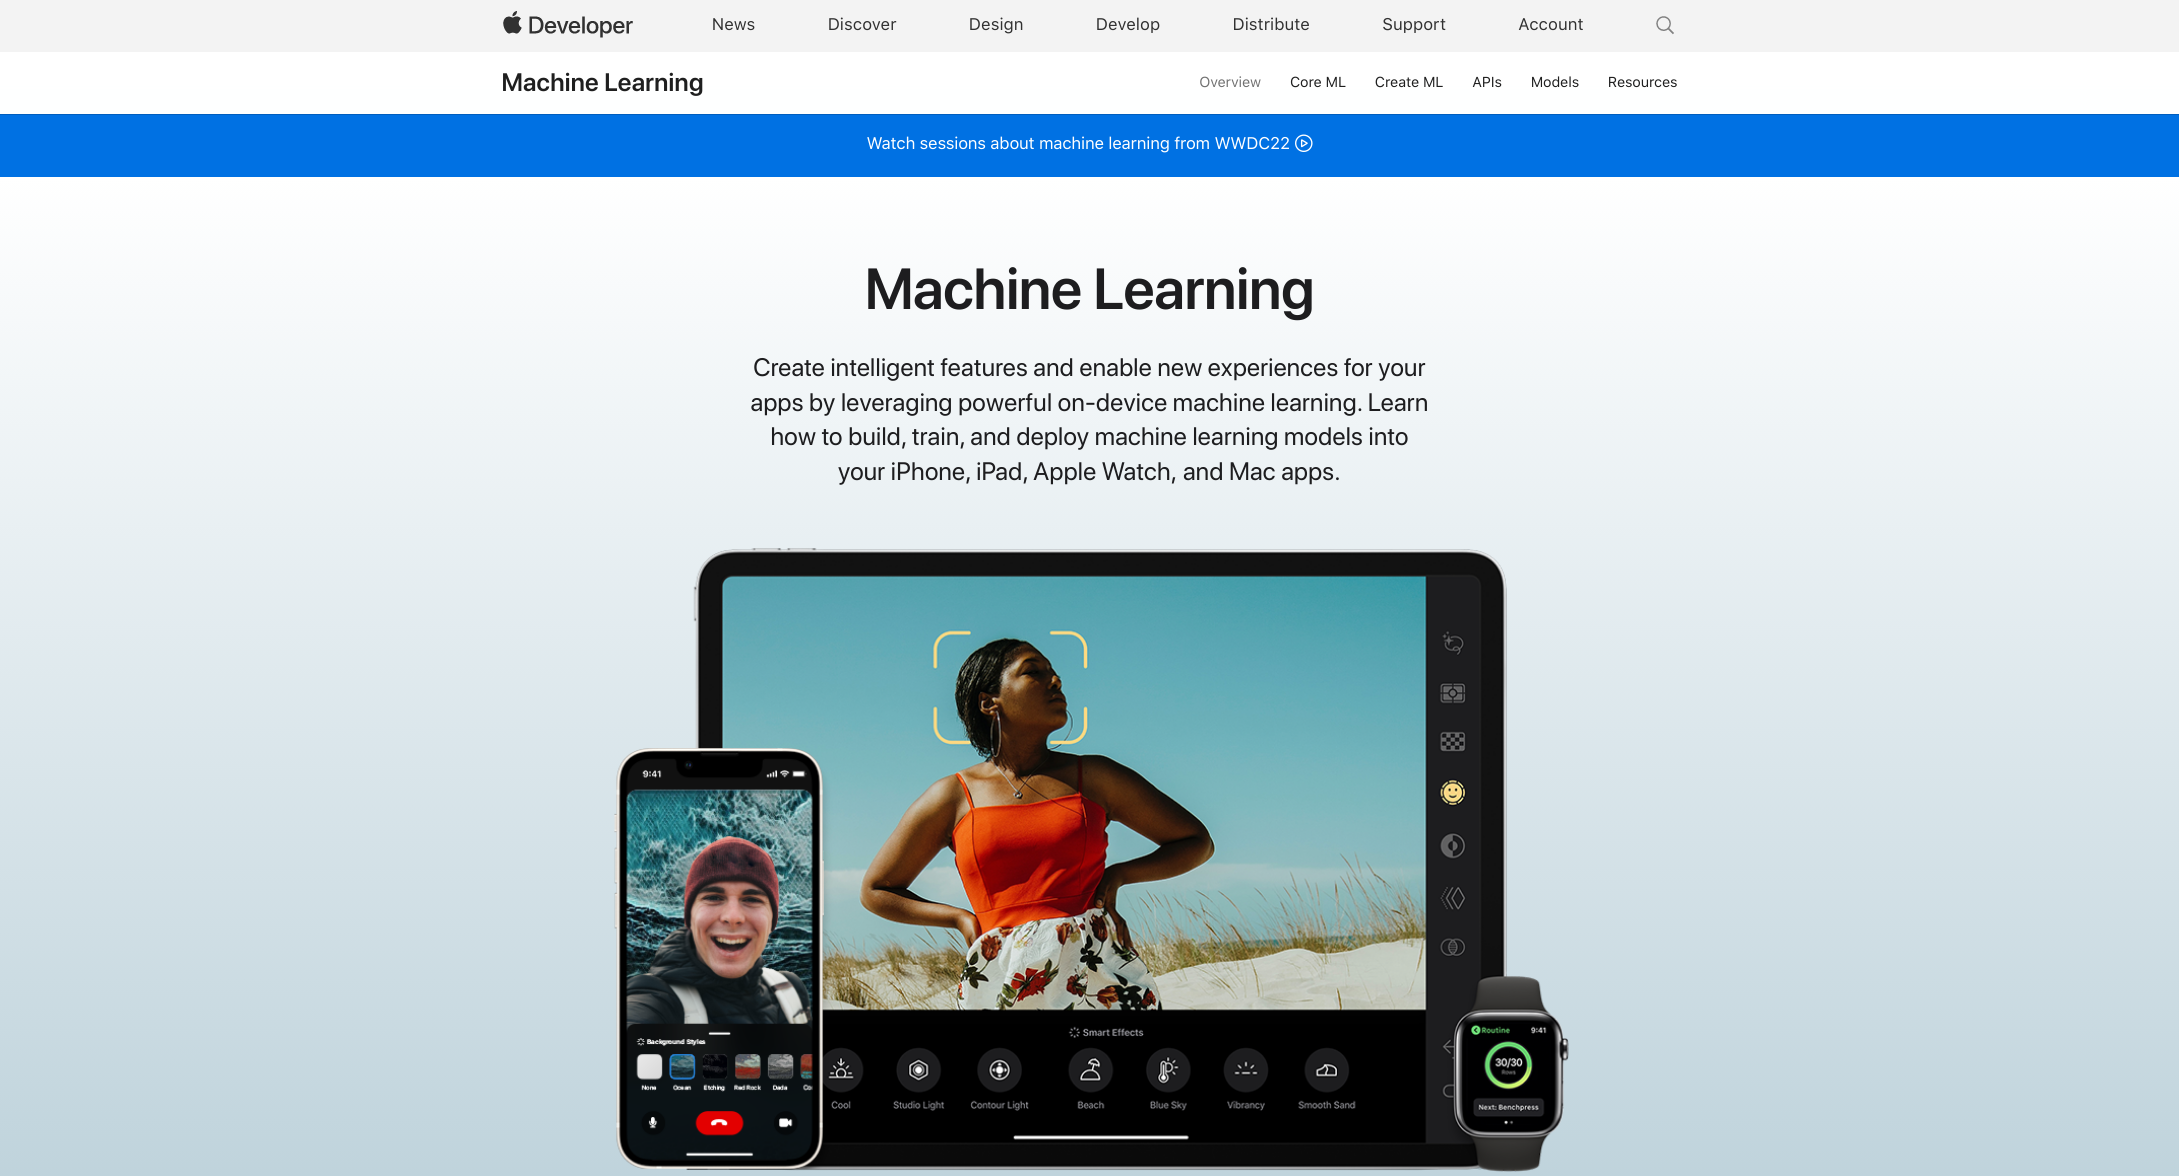 Developer
News
Discover
Design
Develop
Distribute
Support
Account
Machine Learning
Overview
Core ML
Create ML
APIs
Models
Resources
Watch sessions about machine learning from WWDC22
Machine Learning
Create intelligent features and enable new experiences for your
apps by leveraging powerful on-device machine learning. Learn
how to build, train, and deploy machine learning models into
your iPhone, iPad, Apple Watch, and Mac apps.
9:41
Background Styles
None
Ocean
Etching
Red Rock
Dada
Co
Smart Effects
Cool
Studio Light
Contour Light
Beach
Blue Sky
Vibrancy
Smooth Sand
Routine
9:41
30/30
Rows
Next: Benchpress